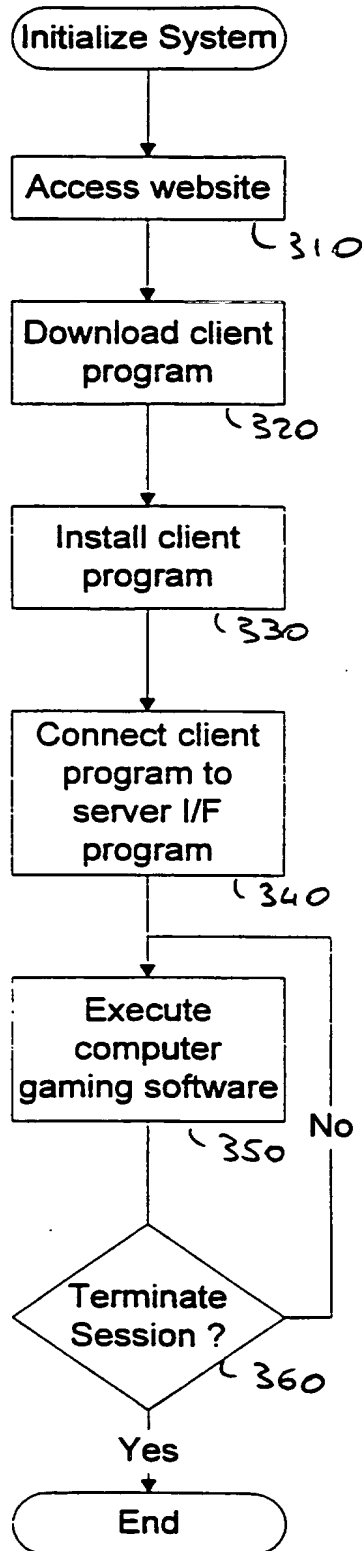 Initialize System
Access website
310
Download client
program
320
Install client
program
330
Connect client
program to
server I/F
program
340
Execute
computer
gaming software
350
No
Terminate
Session ?
360
Yes
End